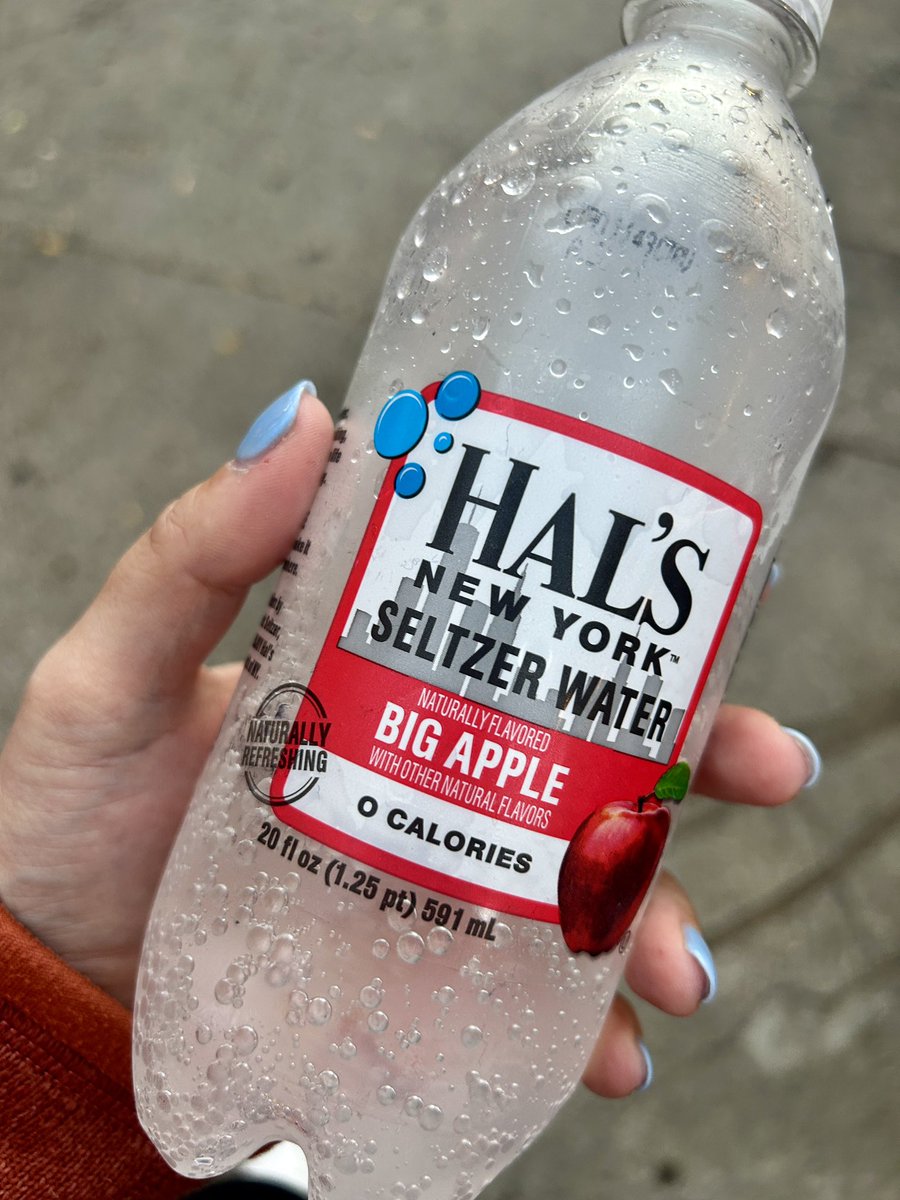 HAL'S
NEW YORK™
SELTZER WATER
NATURALLY FLAVORED
BIG APPLE
WITH OTHER NATURAL FLAVORS
0 CALORIES
NATURALLY
REFRESHING
20 fl oz (1.25 pt) 591 mL